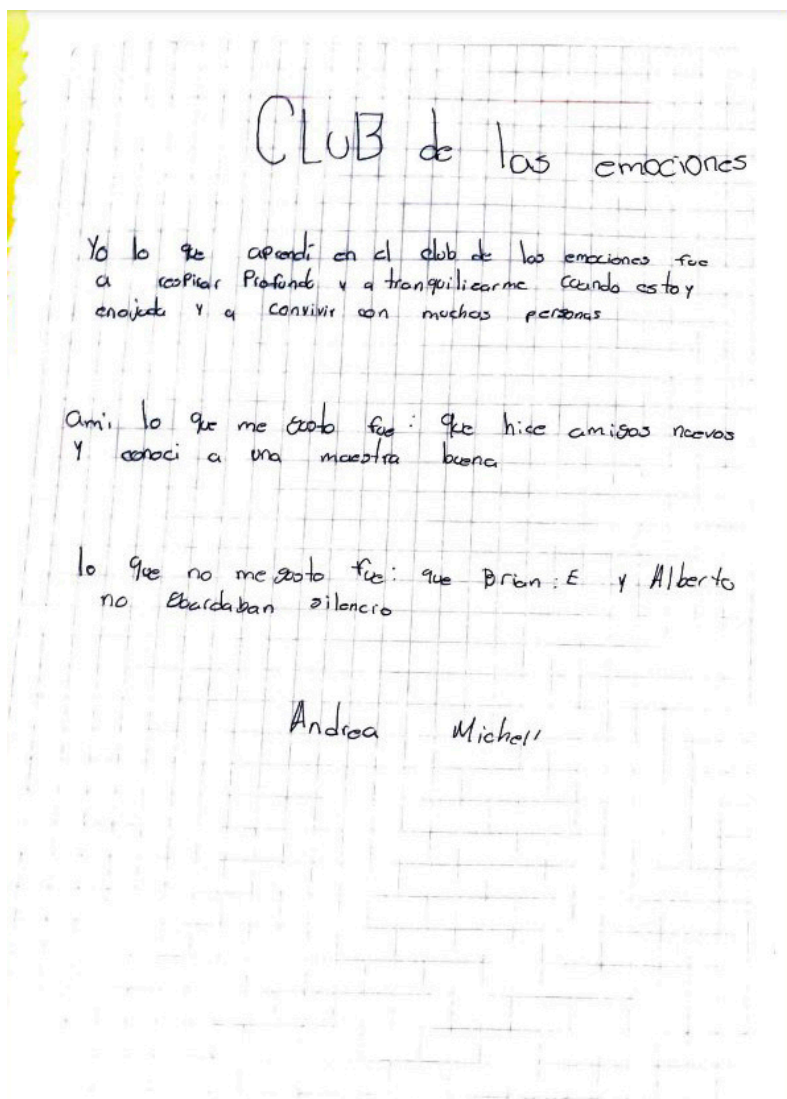 CLUB de las emociones
Yo lo que aprendi en el club de las emociones fue
a respirar Profundo y a tranquilizarme cuando estoy
enojada y a convivir con muchas personas
ami lo que me gusto fue: que hice amigos nuevos
Y conoci a una maestra buena
lo que no me gusto fue: que Brian: E y Alberto
no Guardaban silencio
Andrea Michell